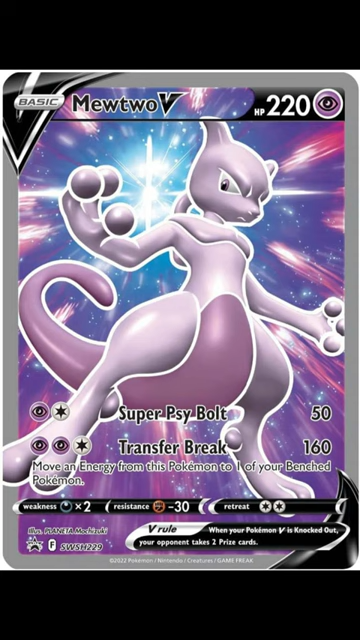 BASIC Mewtwo V HP 220
Super Psy Bolt 50
Transfer Break 160
Move an Energy from this Pokémon to 1 of your Benched
Pokémon.
weakness ×2 resistance -30 retreat
Illus. PLANETA Mochizuki
V rule When your Pokémon V is Knocked Out,
your opponent takes 2 Prize cards.
F SWSH229
©2022 Pokémon / Nintendo / Creatures / GAME FREAK